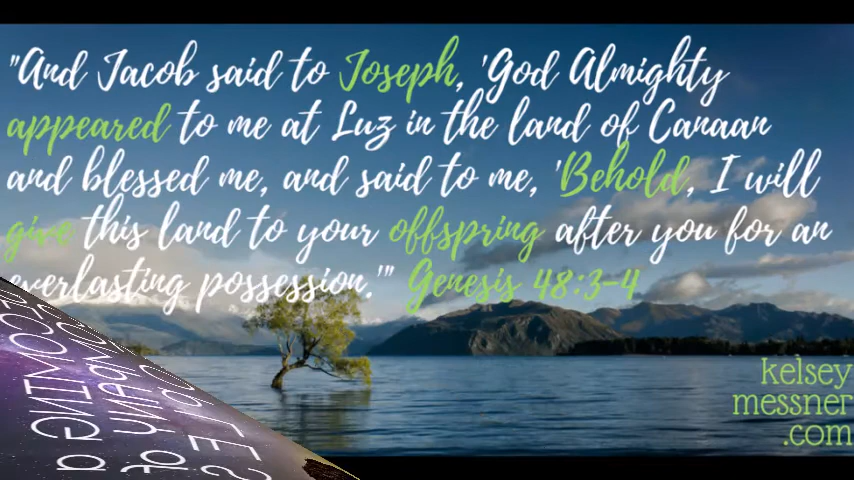 "And Jacob said to Joseph, 'God Almighty
appeared to me at Luz in the land of Canaan
and blessed me, and said to me, 'Behold, I will
give this land to your offspring after you for an
everlasting possession.'" Genesis 48:3-4
kelsey
messner
.com